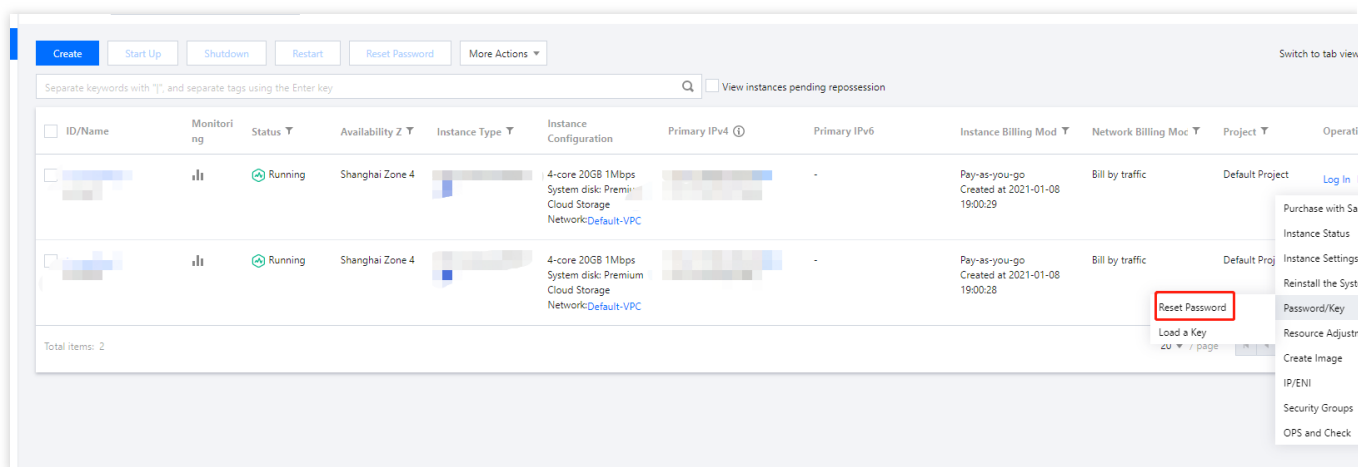 Create Start Up Shutdown Restart Reset Password More Actions Switch to tab view
Separate keywords with "|", and separate tags using the Enter key View instances pending repossession
ID/Name Monitori Status Availability Z Instance Type Instance Primary IPv4 Primary IPv6 Instance Billing Mod Network Billing Moc Project Operati
ng Configuration
Running Shanghai Zone 4 4-core 20GB 1Mbps - Pay-as-you-go Bill by traffic Default Project Log In
System disk: Premiu Created at 2021-01-08
Cloud Storage 19:00:29
Network:Default-VPC
Purchase with Sa
Instance Status
Running Shanghai Zone 4 4-core 20GB 1Mbps - Pay-as-you-go Bill by traffic Default Proj Instance Settings
System disk: Premium Created at 2021-01-08
Cloud Storage 19:00:28 Reinstall the Syst
Network:Default-VPC Reset Password Password/Key
Load a Key Resource Adjustr
Total items: 2 20 / page
Create Image
IP/ENI
Security Groups
OPS and Check